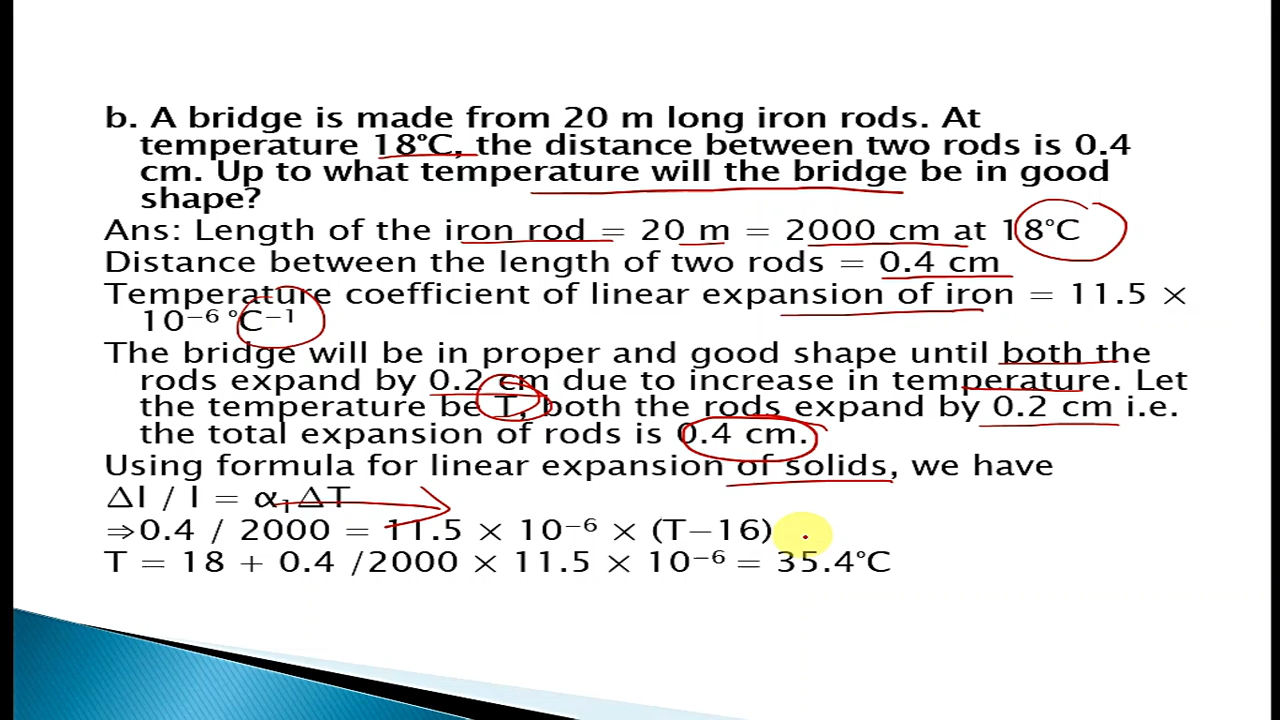 b. A bridge is made from 20 m long iron rods. At
temperature 18°C, the distance between two rods is 0.4
cm. Up to what temperature will the bridge be in good
shape?
Ans: Length of the iron rod = 20 m = 2000 cm at 18°C
Distance between the length of two rods = 0.4 cm
Temperature coefficient of linear expansion of iron = 11.5 ×
10⁻⁶ °C⁻¹
The bridge will be in proper and good shape until both the
rods expand by 0.2 cm due to increase in temperature. Let
the temperature be T, both the rods expand by 0.2 cm i.e.
the total expansion of rods is 0.4 cm.
Using formula for linear expansion of solids, we have
Δl / l = α₁ΔT
⇒0.4 / 2000 = 11.5 × 10⁻⁶ × (T−16)
T = 18 + 0.4 /2000 × 11.5 × 10⁻⁶ = 35.4°C